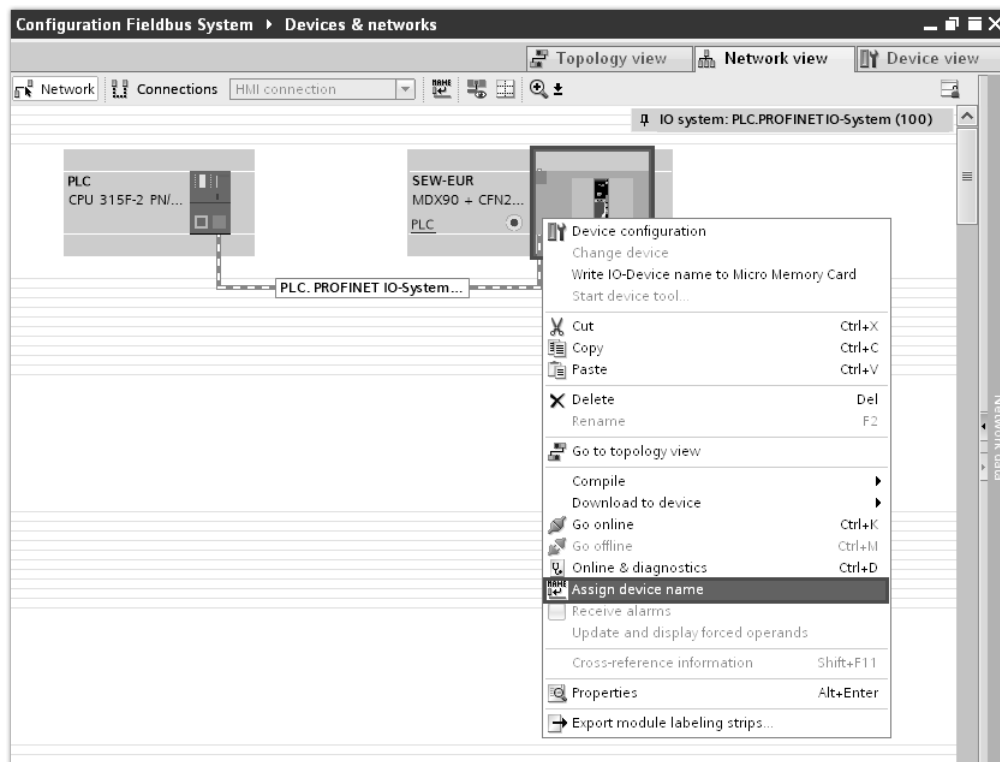 Configuration Fieldbus System ▸ Devices & networks
Topology view Network view Device view
Network Connections HMI connection
IO system: PLC.PROFINET IO-System (100)
PLC
CPU 315F-2 PN/...
SEW-EUR
MDX90 + CFN2...
PLC
PLC. PROFINET IO-System...
Device configuration
Change device
Write IO-Device name to Micro Memory Card
Start device tool...
Cut Ctrl+X
Copy Ctrl+C
Paste Ctrl+V
Delete Del
Rename F2
Go to topology view
Compile
Download to device
Go online Ctrl+K
Go offline Ctrl+M
Online & diagnostics Ctrl+D
Assign device name
Receive alarms
Update and display forced operands
Cross-reference information Shift+F11
Properties Alt+Enter
Export module labeling strips...
Network data